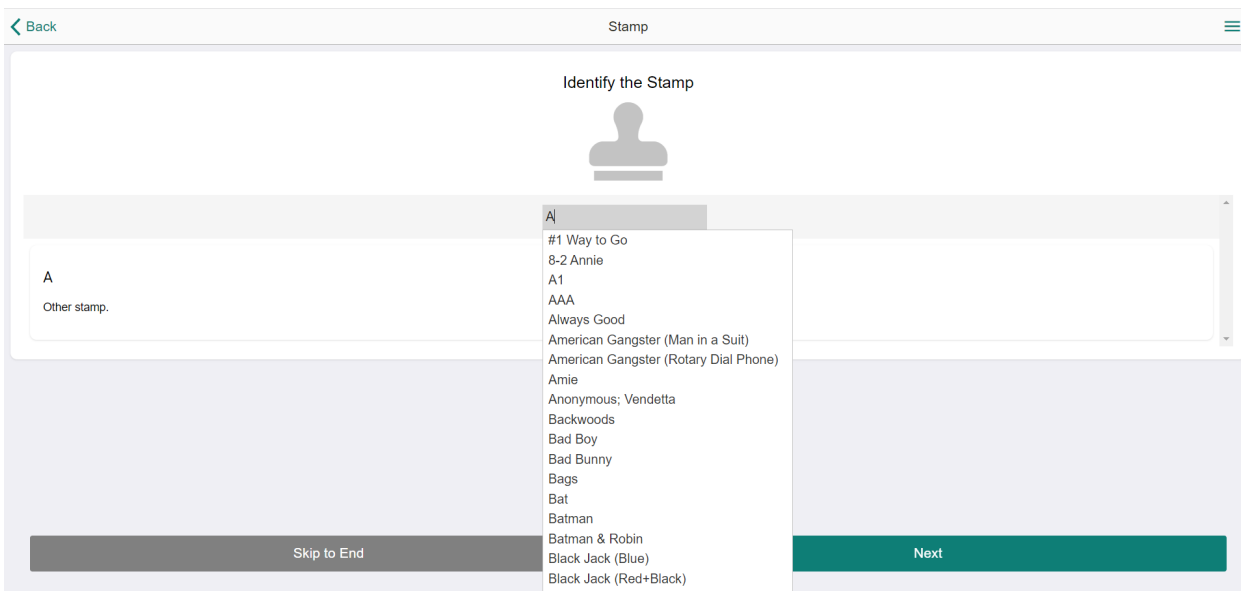 Back
Stamp
Identify the Stamp
A
#1 Way to Go
8-2 Annie
A1
AAA
Always Good
American Gangster (Man in a Suit)
American Gangster (Rotary Dial Phone)
Amie
Anonymous; Vendetta
Backwoods
Bad Boy
Bad Bunny
Bags
Bat
Batman
Batman & Robin
Black Jack (Blue)
Black Jack (Red+Black)
A
Other stamp.
Skip to End
Next